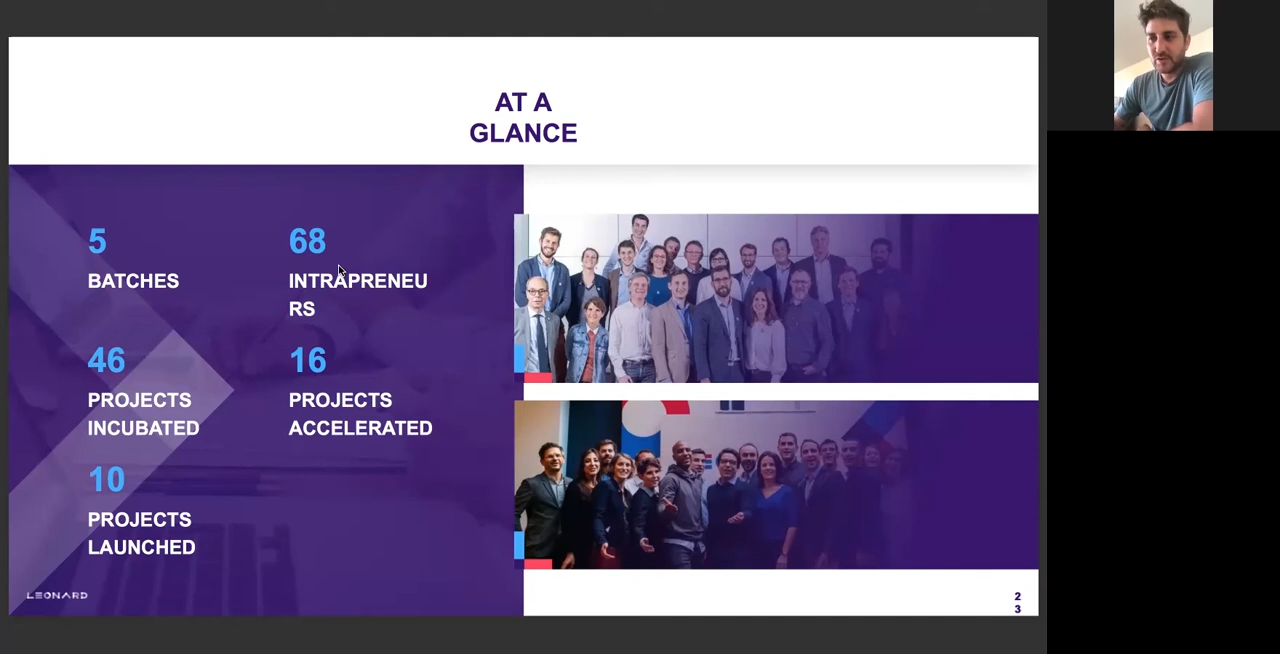 AT A
GLANCE
5
BATCHES
68
INTRAPRENEU
RS
46
PROJECTS
INCUBATED
16
PROJECTS
ACCELERATED
10
PROJECTS
LAUNCHED
LEONARD
2
3